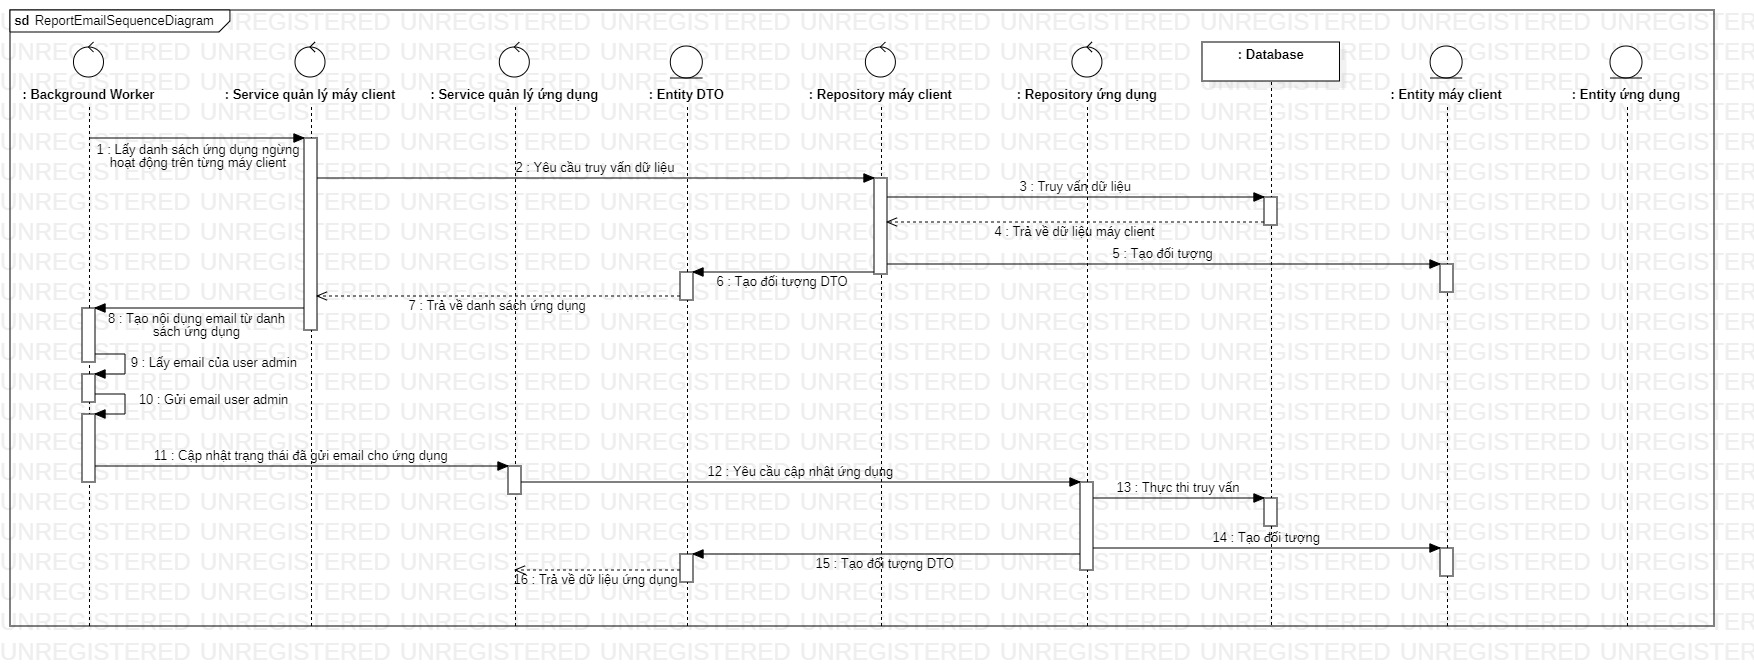 sd ReportEmailSequenceDiagram
: Background Worker
: Service quản lý máy client
: Service quản lý ứng dụng
: Entity DTO
: Repository máy client
: Repository ứng dụng
: Database
: Entity máy client
: Entity ứng dụng
1 : Lấy danh sách ứng dụng ngừng
hoạt động trên từng máy client
2 : Yêu cầu truy vấn dữ liệu
3 : Truy vấn dữ liệu
4 : Trả về dữ liệu máy client
5 : Tạo đối tượng
6 : Tạo đối tượng DTO
7 : Trả về danh sách ứng dụng
8 : Tạo nội dụng email từ danh
sách ứng dụng
9 : Lấy email của user admin
10 : Gửi email user admin
11 : Cập nhật trạng thái đã gửi email cho ứng dụng
12 : Yêu cầu cập nhật ứng dụng
13 : Thực thi truy vấn
14 : Tạo đối tượng
15 : Tạo đối tượng DTO
16 : Trả về dữ liệu ứng dụng
UNREGISTERED